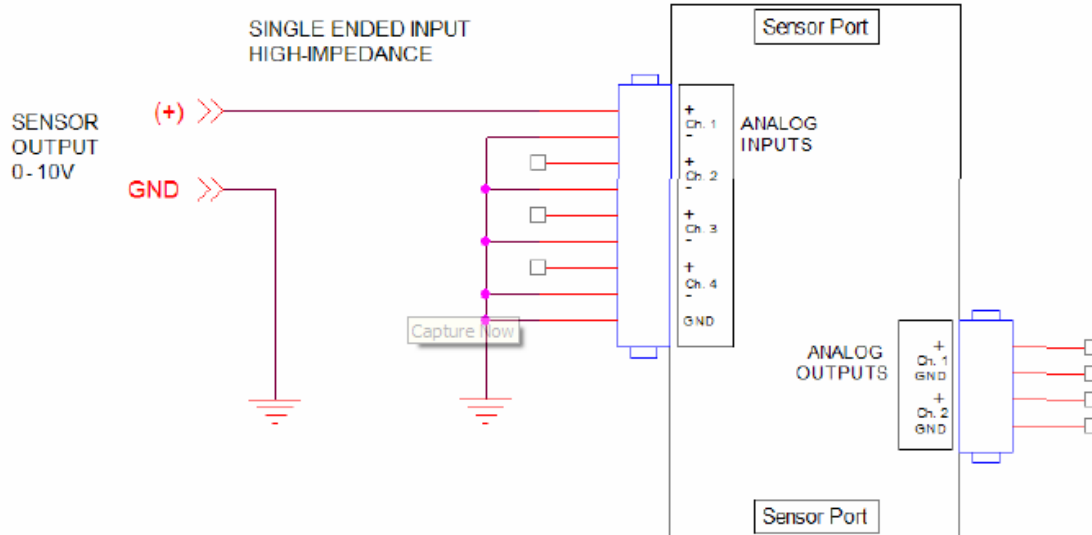 SINGLE ENDED INPUT
HIGH-IMPEDANCE
Sensor Port
SENSOR
OUTPUT
0-10V
(+)
GND
+
Ch. 1
-
+
Ch. 2
-
+
Ch. 3
-
+
Ch. 4
-
GND
ANALOG
INPUTS
Capture Now
ANALOG
OUTPUTS
+
Ch. 1
GND
+
Ch. 2
GND
Sensor Port